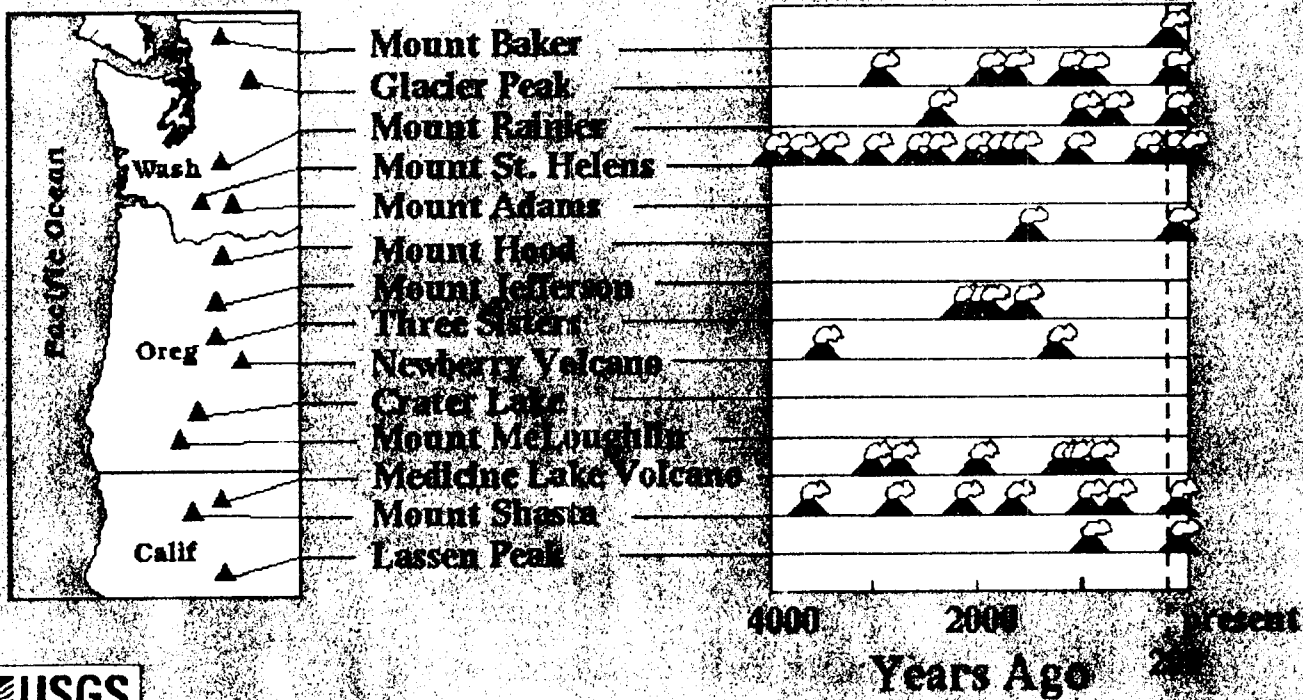 Mount Baker
Glacier Peak
Mount Rainier
Mount St. Helens
Mount Adams
Mount Hood
Mount Jefferson
Three Sisters
Newberry Volcano
Crater Lake
Mount McLoughlin
Medicine Lake Volcano
Mount Shasta
Lassen Peak
Pacific Ocean
Wash
Oreg
Calif
4000
2000
present
Years Ago
USGS